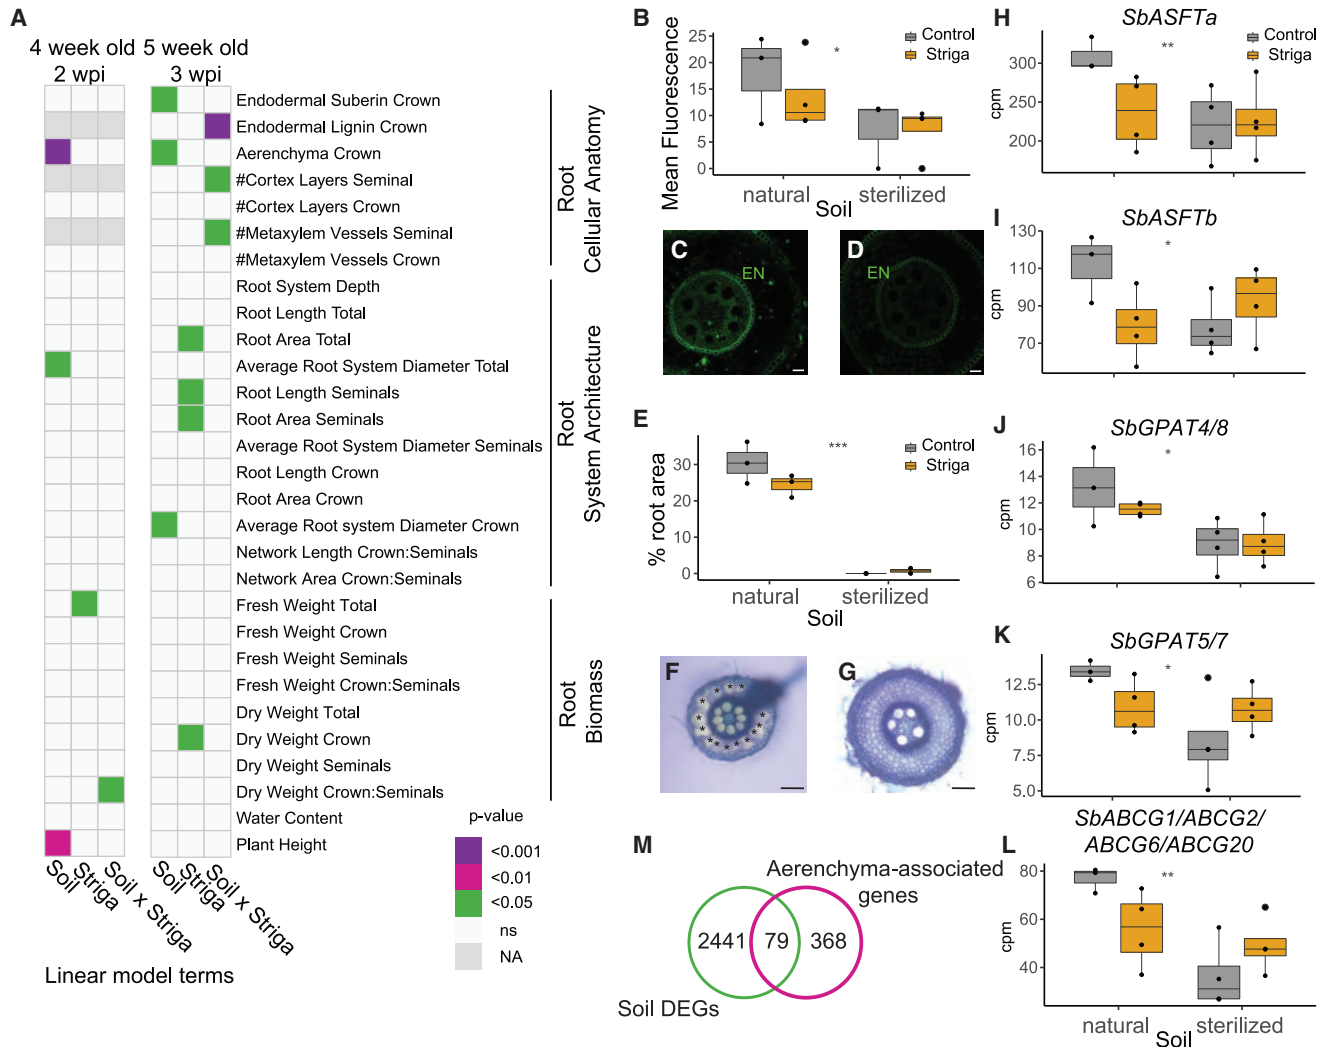 A
4 week old
2 wpi
5 week old
3 wpi
Endodermal Suberin Crown
Endodermal Lignin Crown
Aerenchyma Crown
#Cortex Layers Seminal
#Cortex Layers Crown
#Metaxylem Vessels Seminal
#Metaxylem Vessels Crown
Root System Depth
Root Length Total
Root Area Total
Average Root System Diameter Total
Root Length Seminals
Root Area Seminals
Average Root System Diameter Seminals
Root Length Crown
Root Area Crown
Average Root system Diameter Crown
Network Length Crown:Seminals
Network Area Crown:Seminals
Fresh Weight Total
Fresh Weight Crown
Fresh Weight Seminals
Fresh Weight Crown:Seminals
Dry Weight Total
Dry Weight Crown
Dry Weight Seminals
Dry Weight Crown:Seminals
Water Content
Plant Height
Root
Cellular Anatomy
Root
System Architecture
Root
Biomass
Soil
Striga
Soil x Striga
Soil
Striga
Soil x Striga
Linear model terms
p-value
<0.001
<0.01
<0.05
ns
NA
B
Mean Fluorescence
25
20
15
10
5
0
*
Control
Striga
natural
sterilized
Soil
C
EN
D
EN
E
% root area
30
20
10
0
***
Control
Striga
natural
sterilized
Soil
F
* * * * * * * * * * * * * * * *
G
M
Aerenchyma-associated
genes
2441
79
368
Soil DEGs
H
SbASFTa
cpm
300
250
200
**
Control
Striga
I
SbASFTb
cpm
130
110
90
70
*
J
SbGPAT4/8
cpm
16
14
12
10
8
6
*
K
SbGPAT5/7
cpm
12.5
10.0
7.5
5.0
*
SbABCG1/ABCG2/
ABCG6/ABCG20
L
cpm
80
60
40
**
natural
sterilized
Soil